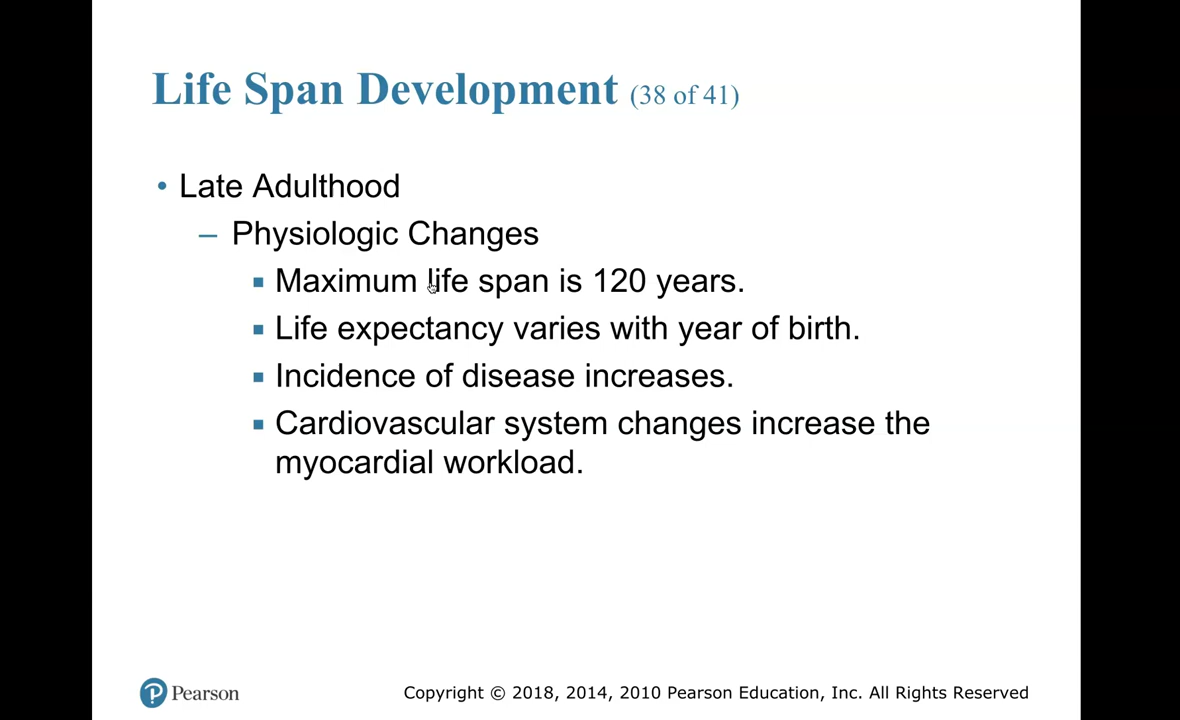 Life Span Development (38 of 41)
• Late Adulthood
– Physiologic Changes
▪ Maximum life span is 120 years.
▪ Life expectancy varies with year of birth.
▪ Incidence of disease increases.
▪ Cardiovascular system changes increase the
myocardial workload.
Pearson
Copyright © 2018, 2014, 2010 Pearson Education, Inc. All Rights Reserved